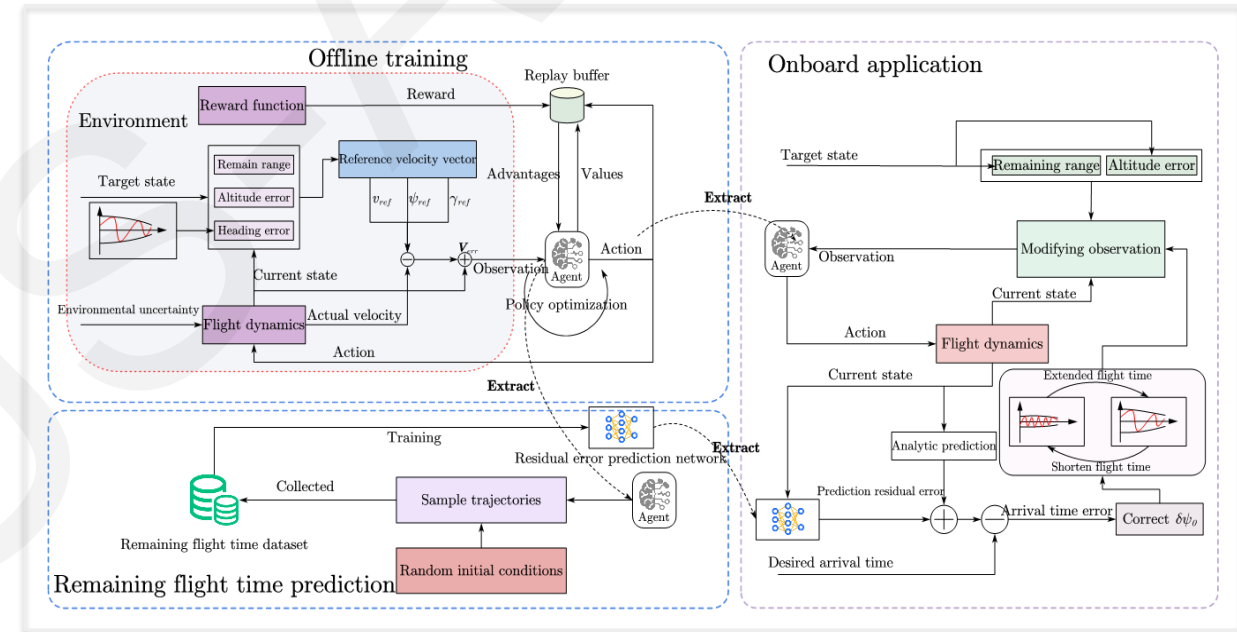 Offline training
Environment
Reward function
Reward
Replay buffer
Remain range
Altitude error
Heading error
Target state
Reference velocity vector
v_ref
ψ_ref
γ_ref
Advantages
Values
Extract
V_err
Observation
Agent
Action
Policy optimization
Current state
Environmental uncertainty
Flight dynamics
Actual velocity
Action
Extract
Remaining flight time prediction
Training
Residual error prediction network
Collected
Sample trajectories
Agent
Remaining flight time dataset
Random initial conditions
Extract
Onboard application
Target state
Remaining range
Altitude error
Agent
Observation
Modifying observation
Current state
Action
Flight dynamics
Current state
Extended flight time
Analytic prediction
Shorten flight time
Prediction residual error
Arrival time error
Correct δψ_0
Desired arrival time